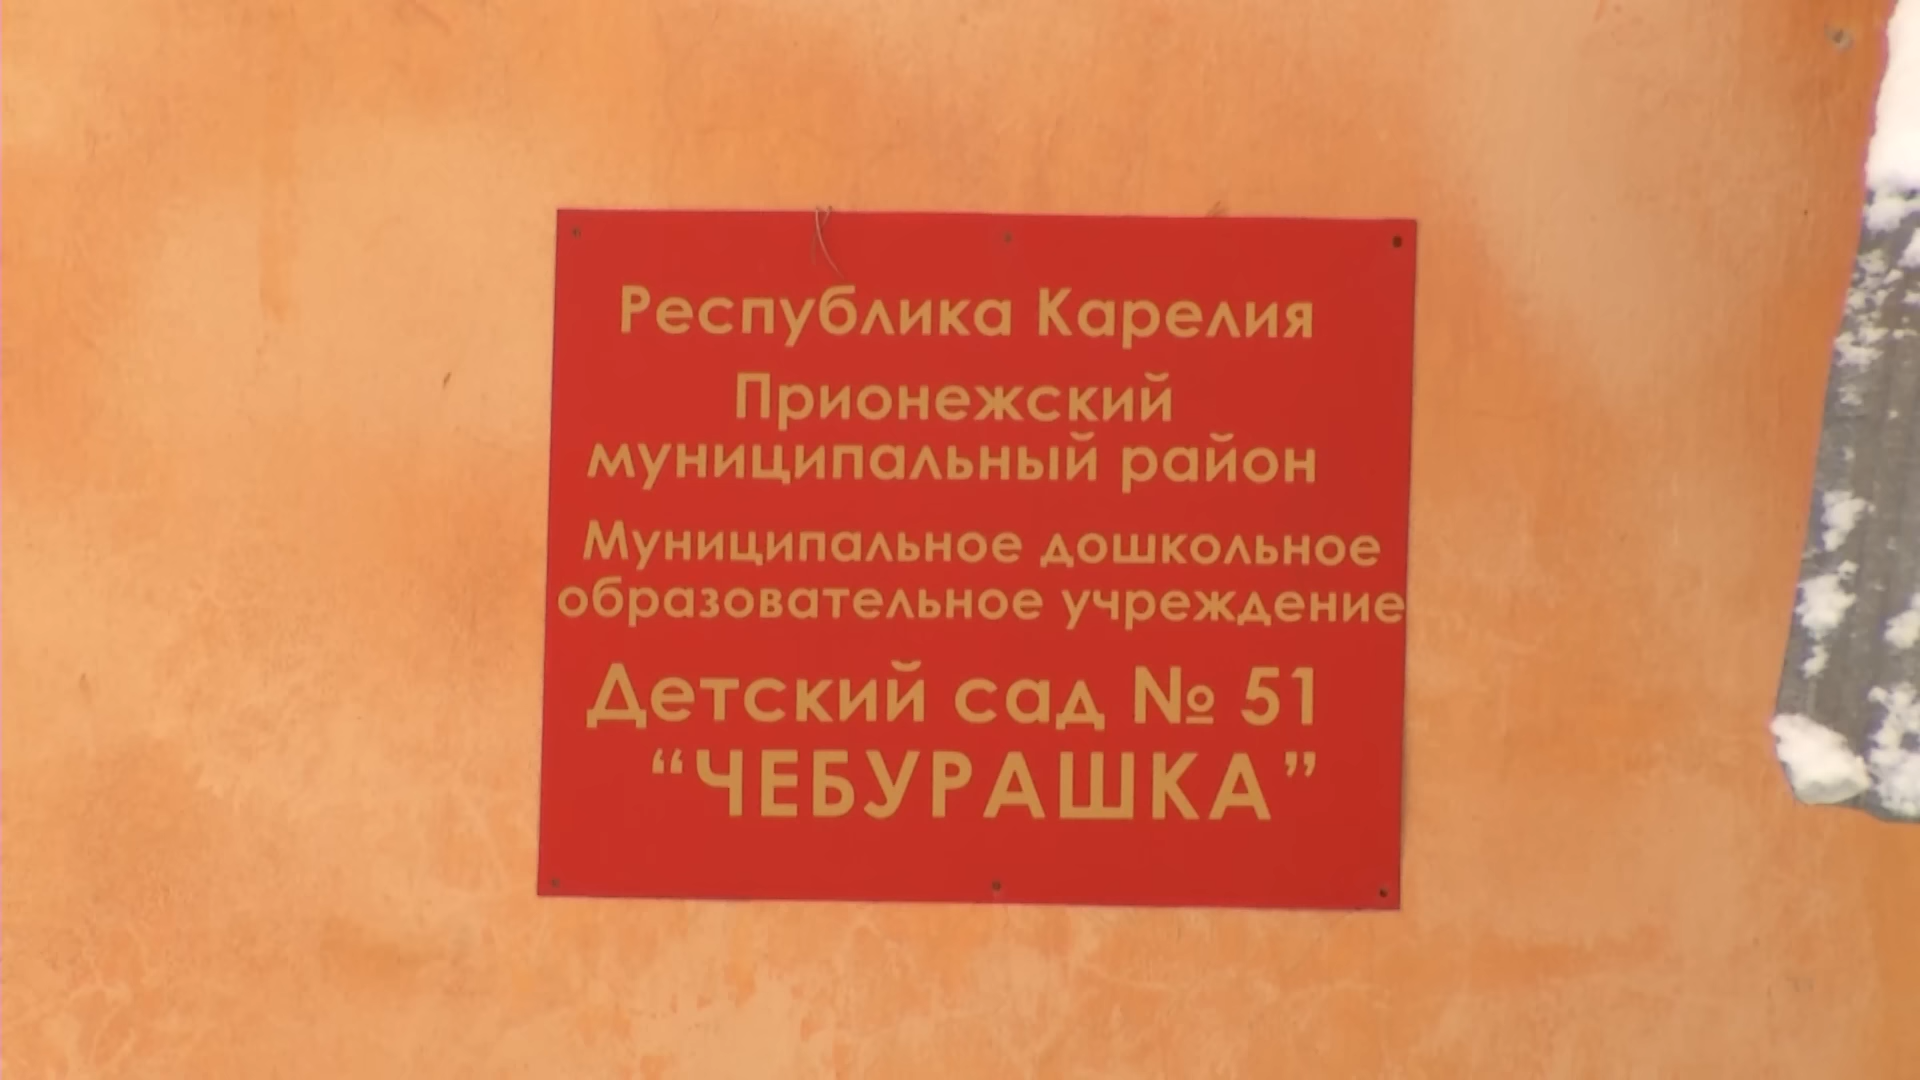 Республика Карелия
Прионежский
муниципальный район
Муниципальное дошкольное
образовательное учреждение
Детский сад № 51
“ЧЕБУРАШКА”